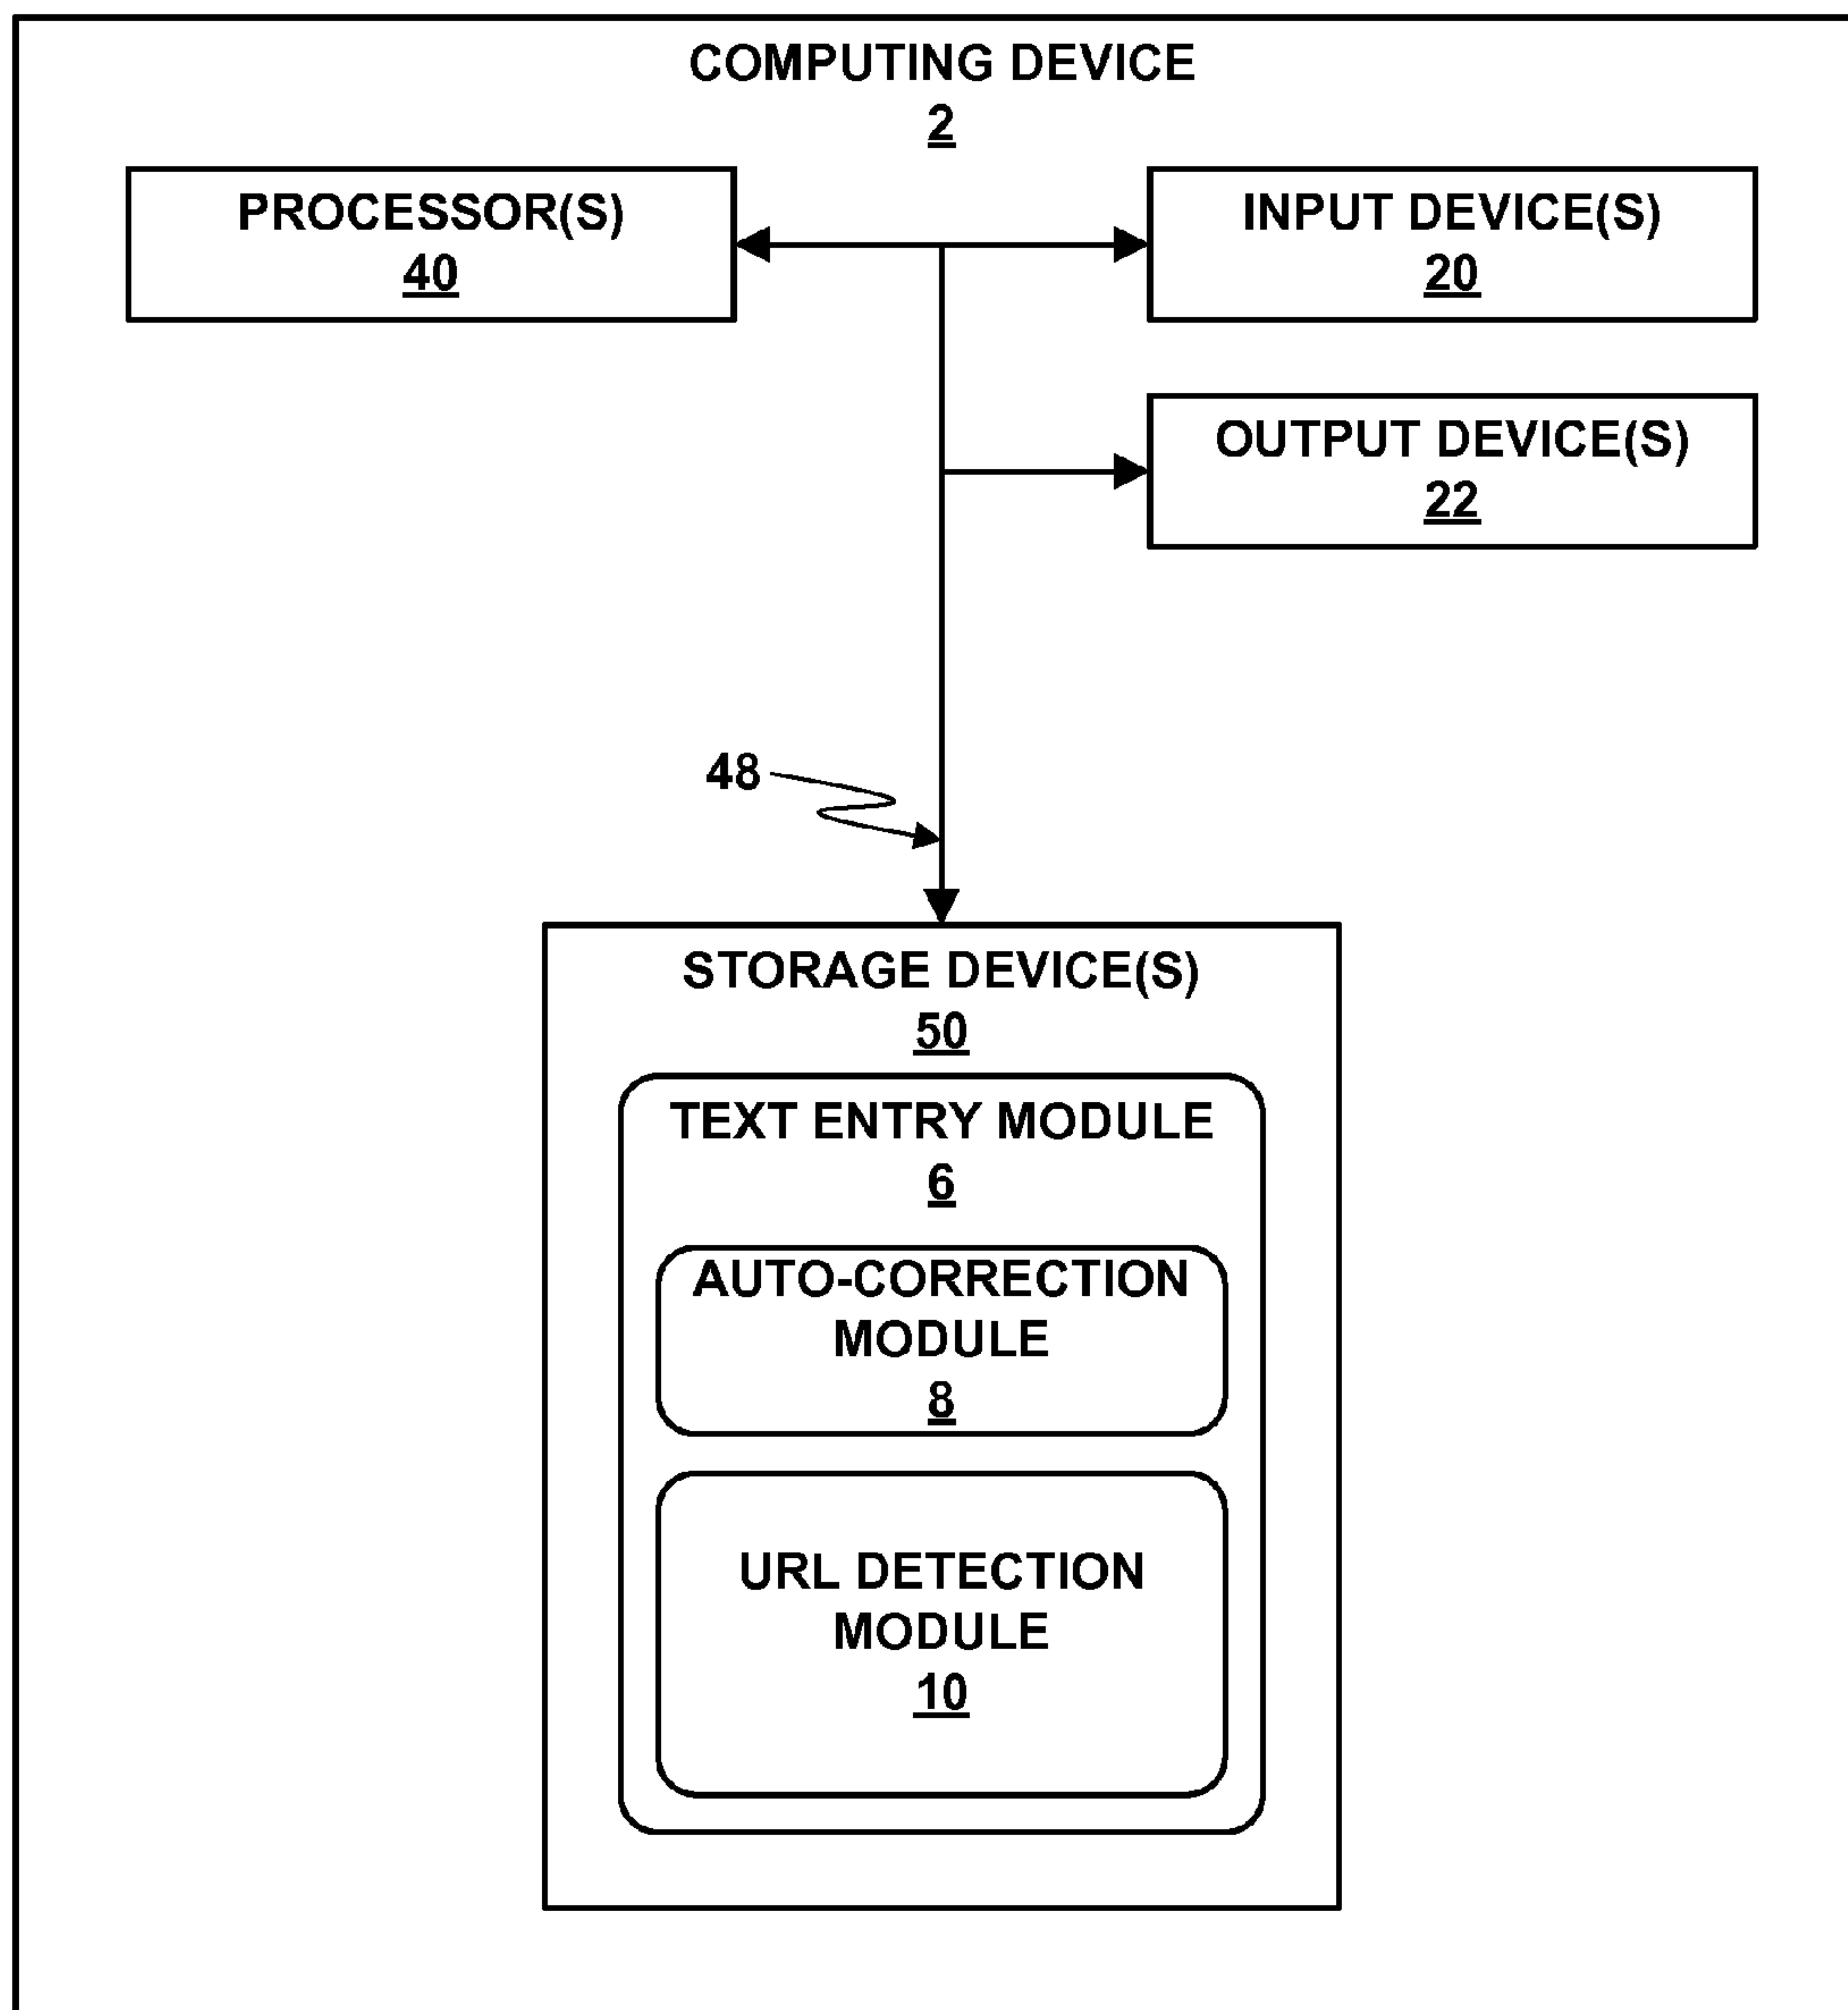 COMPUTING DEVICE
2
PROCESSOR(S)
40
INPUT DEVICE(S)
20
OUTPUT DEVICE(S)
22
48
STORAGE DEVICE(S)
50
TEXT ENTRY MODULE
6
AUTO-CORRECTION
MODULE
8
URL DETECTION
MODULE
10